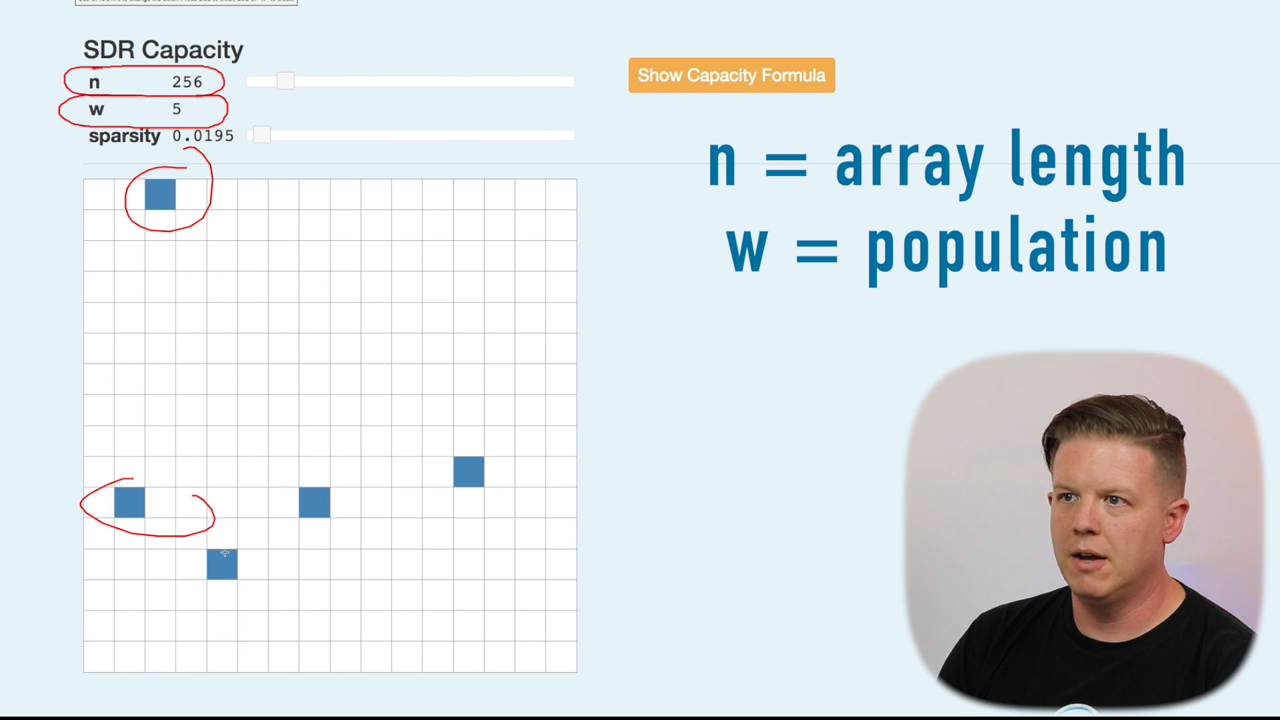 SDR Capacity
n 256
w 5
sparsity 0.0195
Show Capacity Formula
n = array length
w = population